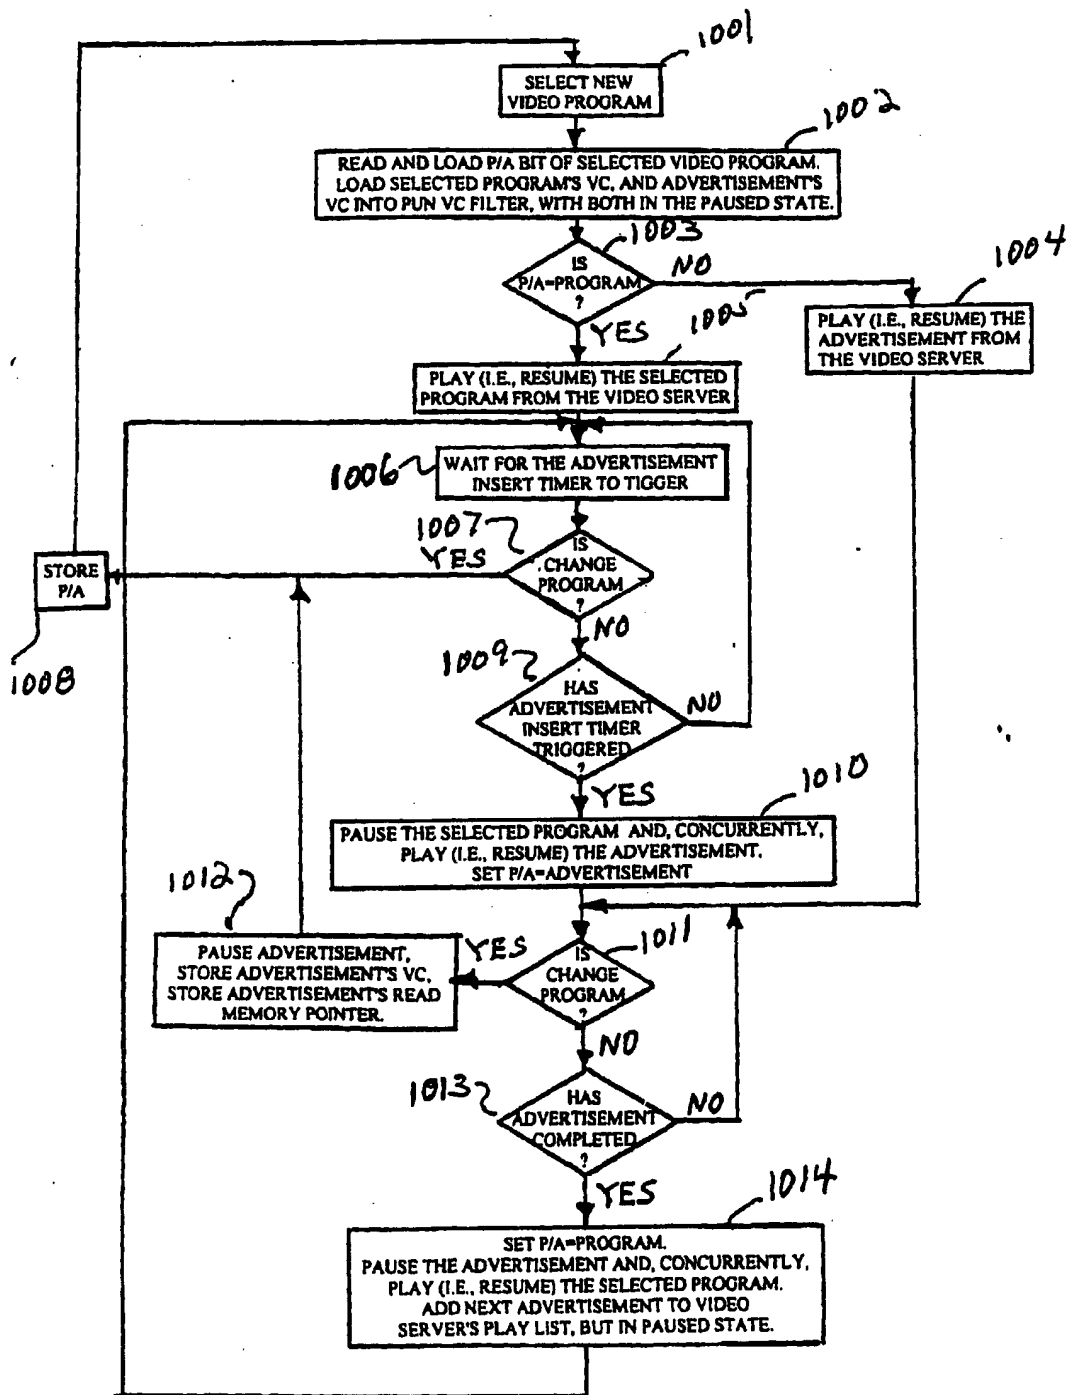 1001
SELECT NEW
VIDEO PROGRAM
1002
READ AND LOAD P/A BIT OF SELECTED VIDEO PROGRAM.
LOAD SELECTED PROGRAM'S VC, AND ADVERTISEMENT'S
VC INTO PUN VC FILTER, WITH BOTH IN THE PAUSED STATE.
1003
IS
P/A=PROGRAM
?
NO
1004
YES
1005
PLAY (I.E., RESUME) THE
ADVERTISEMENT FROM
THE VIDEO SERVER
PLAY (I.E., RESUME) THE SELECTED
PROGRAM FROM THE VIDEO SERVER
1006
WAIT FOR THE ADVERTISEMENT
INSERT TIMER TO TIGGER
1007
YES
IS
CHANGE
PROGRAM
?
STORE
P/A
1008
NO
1009
HAS
ADVERTISEMENT
INSERT TIMER
TRIGGERED
?
NO
YES
1010
PAUSE THE SELECTED PROGRAM AND, CONCURRENTLY,
PLAY (I.E., RESUME) THE ADVERTISEMENT.
SET P/A=ADVERTISEMENT
1012
PAUSE ADVERTISEMENT,
STORE ADVERTISEMENT'S VC,
STORE ADVERTISEMENT'S READ
MEMORY POINTER.
YES
1011
IS
CHANGE
PROGRAM
?
NO
1013
HAS
ADVERTISEMENT
COMPLETED
?
NO
YES
1014
SET P/A=PROGRAM.
PAUSE THE ADVERTISEMENT AND, CONCURRENTLY,
PLAY (I.E., RESUME) THE SELECTED PROGRAM.
ADD NEXT ADVERTISEMENT TO VIDEO
SERVER'S PLAY LIST, BUT IN PAUSED STATE.